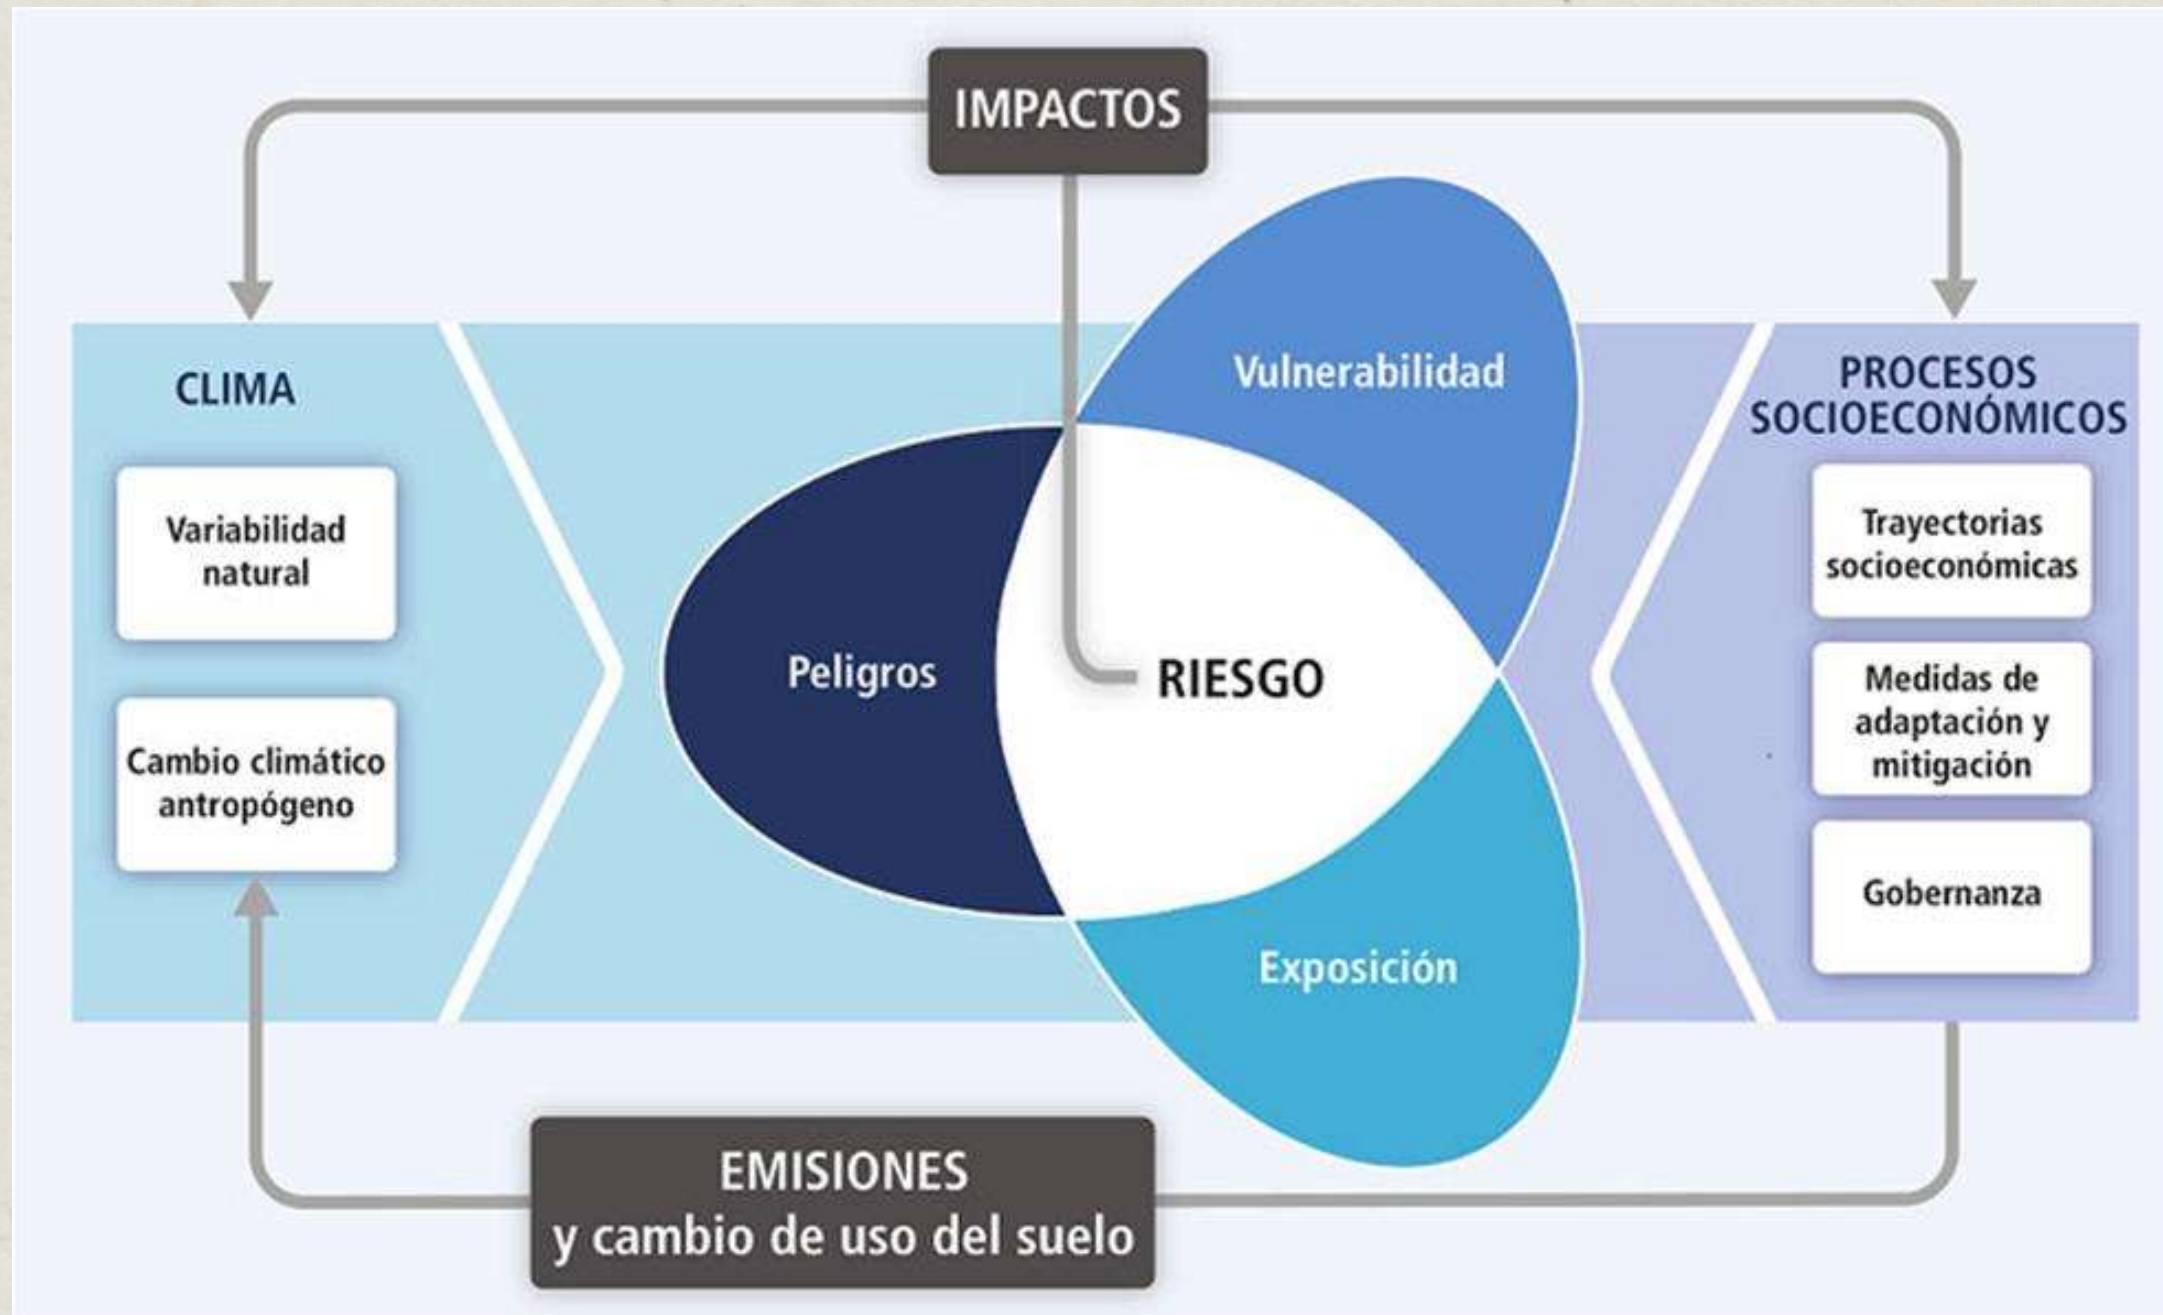 IMPACTOS
CLIMA
Variabilidad
natural
Cambio climático
antropógeno
Vulnerabilidad
Peligros
RIESGO
Exposición
PROCESOS
SOCIOECONÓMICOS
Trayectorias
socioeconómicas
Medidas de
adaptación y
mitigación
Gobernanza
EMISIONES
y cambio de uso del suelo